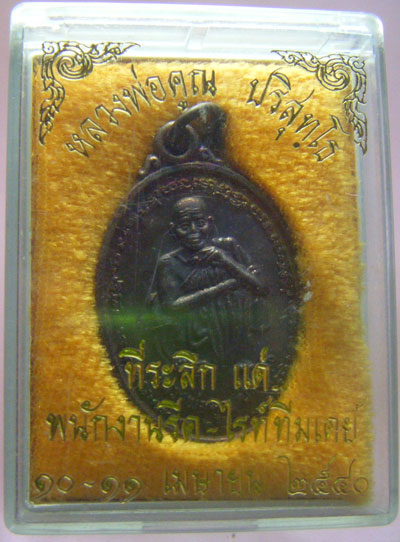 หลวงพ่อคูณ ปริสุทฺโธ
ที่ระลึก แด่
พนักงานรีด-ไรท์ทีมเดย์
๑๐-๑๑ เมษายน ๒๕๔๐